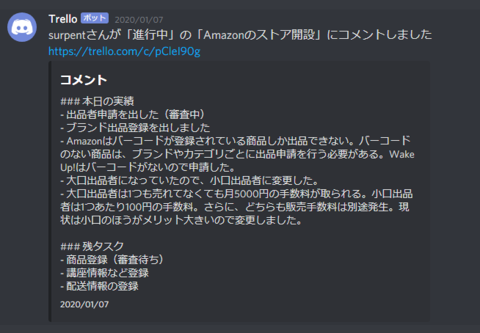 Trello ボット 2020/01/07
surpentさんが「進行中」の「Amazonのストア開設」にコメントしました
https://trello.com/c/pCIeI90g
コメント
### 本日の実績
- 出品者申請を出した（審査中）
- ブランド出品登録を出しました
- Amazonはバーコードが登録されている商品しか出品できない。バーコード
のない商品は、ブランドやカテゴリごとに出品申請を行う必要がある。Wake
Up!はバーコードがないので申請した。
- 大口出品者になっていたので、小口出品者に変更した。
- 大口出品者は1つも売れてなくても月5000円の手数料が取られる。小口出品
者は1つあたり100円の手数料。さらに、どちらも販売手数料は別途発生。現
状は小口のほうがメリット大きいので変更しました。
### 残タスク
- 商品登録（審査待ち）
- 講座情報など登録
- 配送情報の登録
2020/01/07